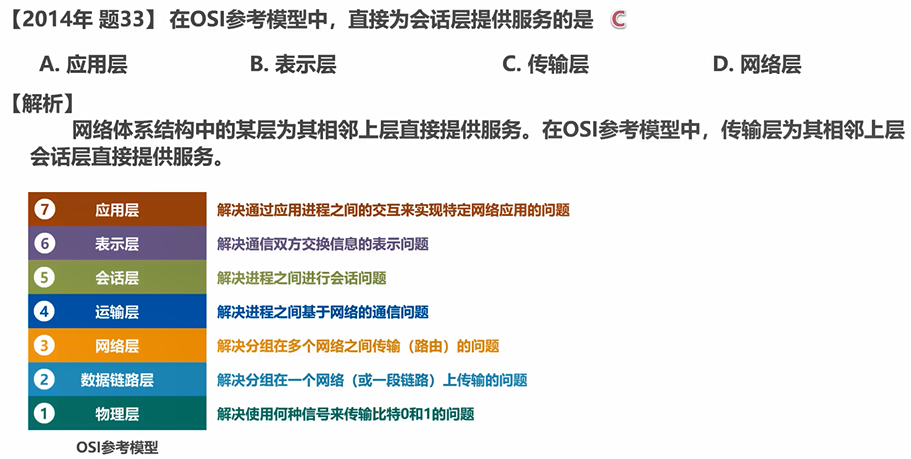 【2014年 题33】在OSI参考模型中，直接为会话层提供服务的是 C
A. 应用层 B. 表示层 C. 传输层 D. 网络层
【解析】
网络体系结构中的某层为其相邻上层直接提供服务。在OSI参考模型中，传输层为其相邻上层
会话层直接提供服务。
7 应用层 解决通过应用进程之间的交互来实现特定网络应用的问题
6 表示层 解决通信双方交换信息的表示问题
5 会话层 解决进程之间进行会话问题
4 运输层 解决进程之间基于网络的通信问题
3 网络层 解决分组在多个网络之间传输（路由）的问题
2 数据链路层 解决分组在一个网络（或一段链路）上传输的问题
1 物理层 解决使用何种信号来传输比特0和1的问题
OSI参考模型